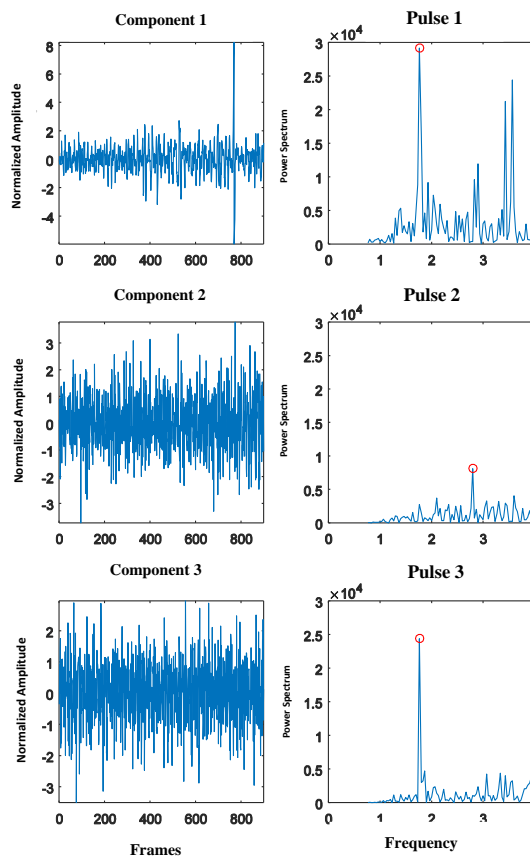 Component 1
Pulse 1
×10⁴
8
6
4
2
0
-2
-4
-6
Normalized Amplitude
0 200 400 600 800
3
2.5
2
1.5
1
0.5
0
Power Spectrum
0 1 2 3
Component 2
Pulse 2
×10⁴
3
2
1
0
-1
-2
-3
Normalized Amplitude
0 200 400 600 800
3
2.5
2
1.5
1
0.5
0
Power Spectrum
0 1 2 3
Component 3
Pulse 3
×10⁴
2
1
0
-1
-2
-3
Normalized Amplitude
0 200 400 600 800
Frames
3
2.5
2
1.5
1
0.5
0
Power Spectrum
0 1 2 3
Frequency